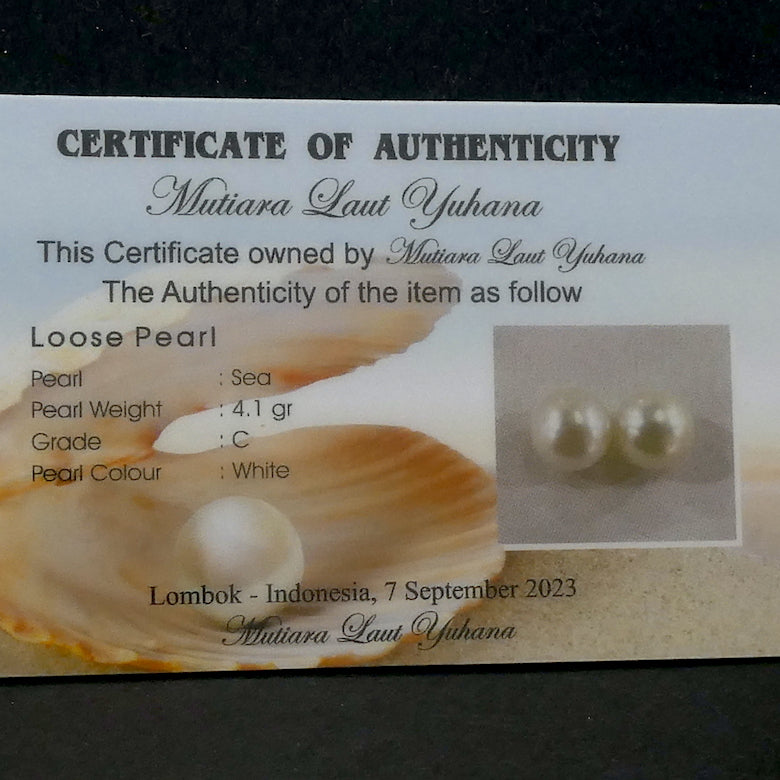 CERTIFICATE OF AUTHENTICITY
Mutiara Laut Yuhana
This Certificate owned by Mutiara Laut Yuhana
The Authenticity of the item as follow
Loose Pearl
Pearl : Sea
Pearl Weight : 4.1 gr
Grade : C
Pearl Colour : White
Lombok - Indonesia, 7 September 2023
Mutiara Laut Yuhana